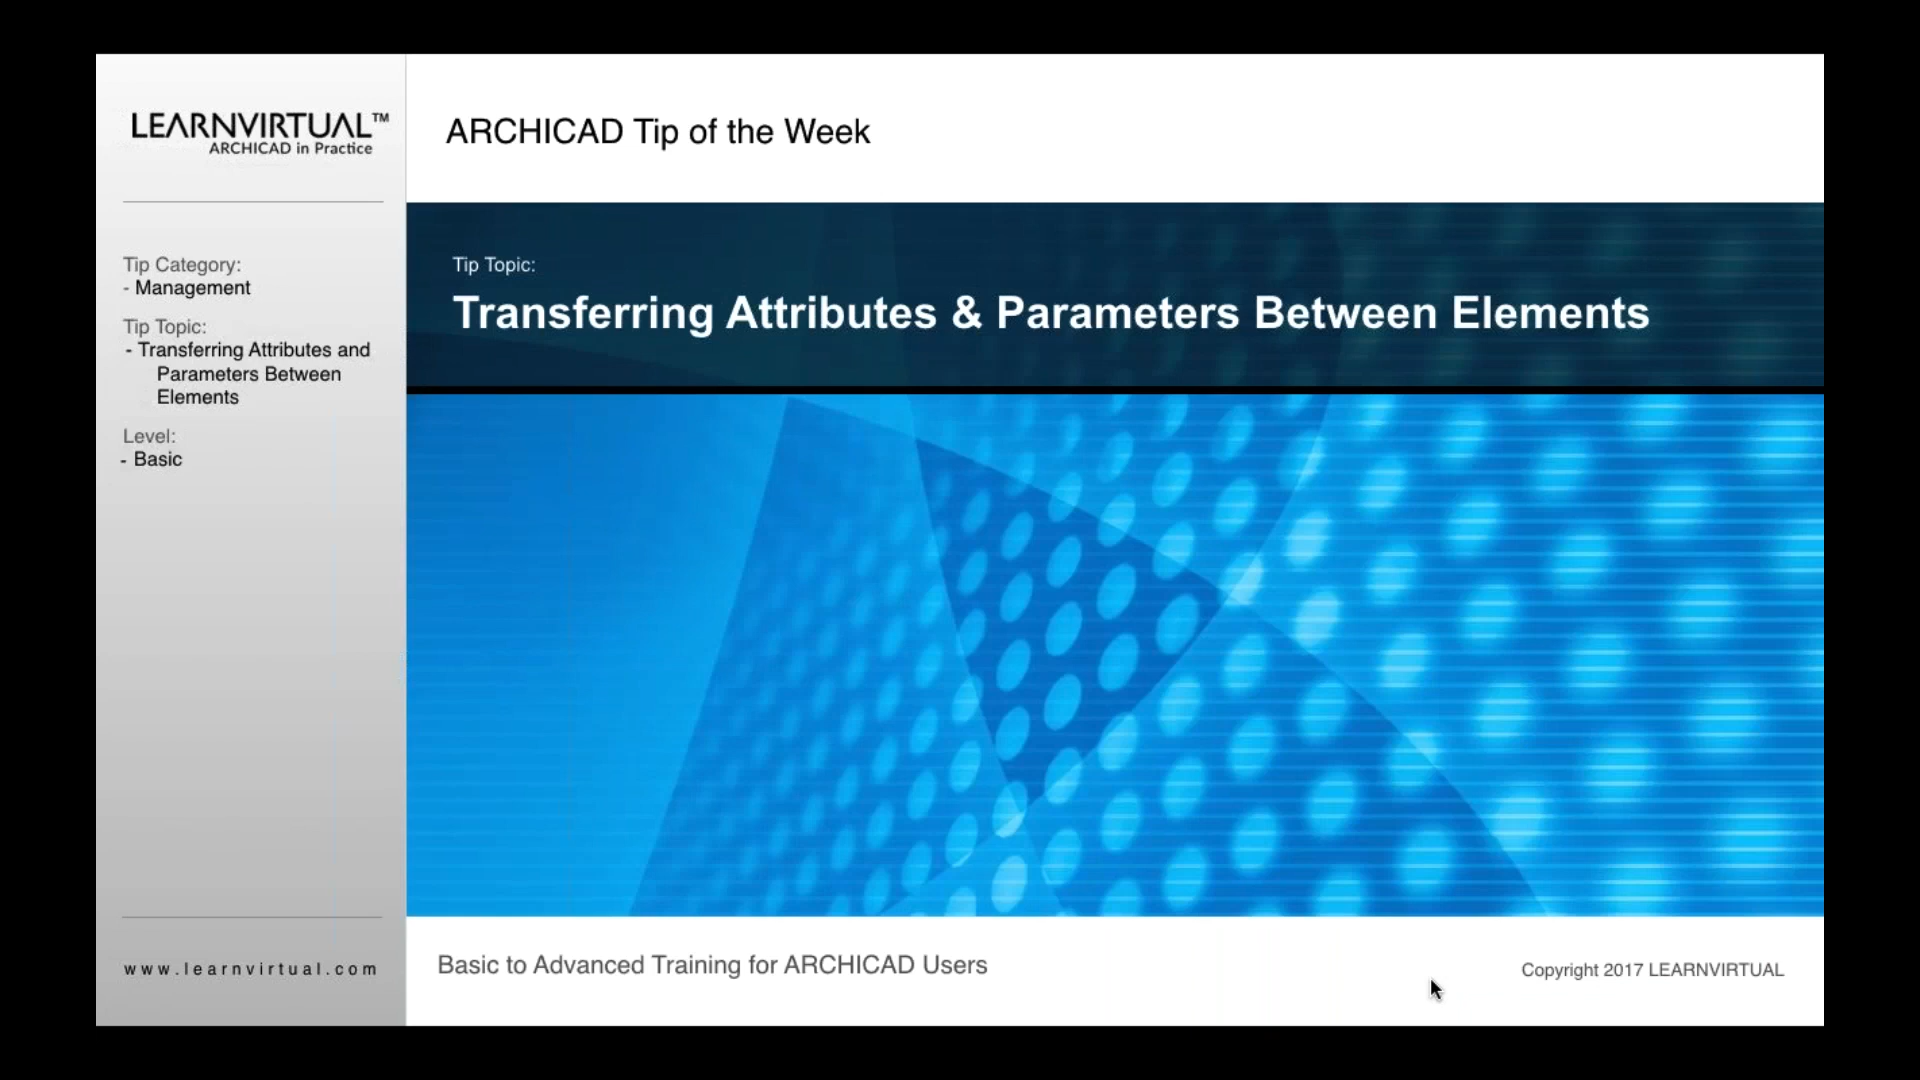 LEARNVIRTUAL™
ARCHICAD in Practice
Tip Category:
- Management
Tip Topic:
- Transferring Attributes and
Parameters Between
Elements
Level:
- Basic
www.learnvirtual.com
ARCHICAD Tip of the Week
Tip Topic:
Transferring Attributes & Parameters Between Elements
Basic to Advanced Training for ARCHICAD Users
Copyright 2017 LEARNVIRTUAL